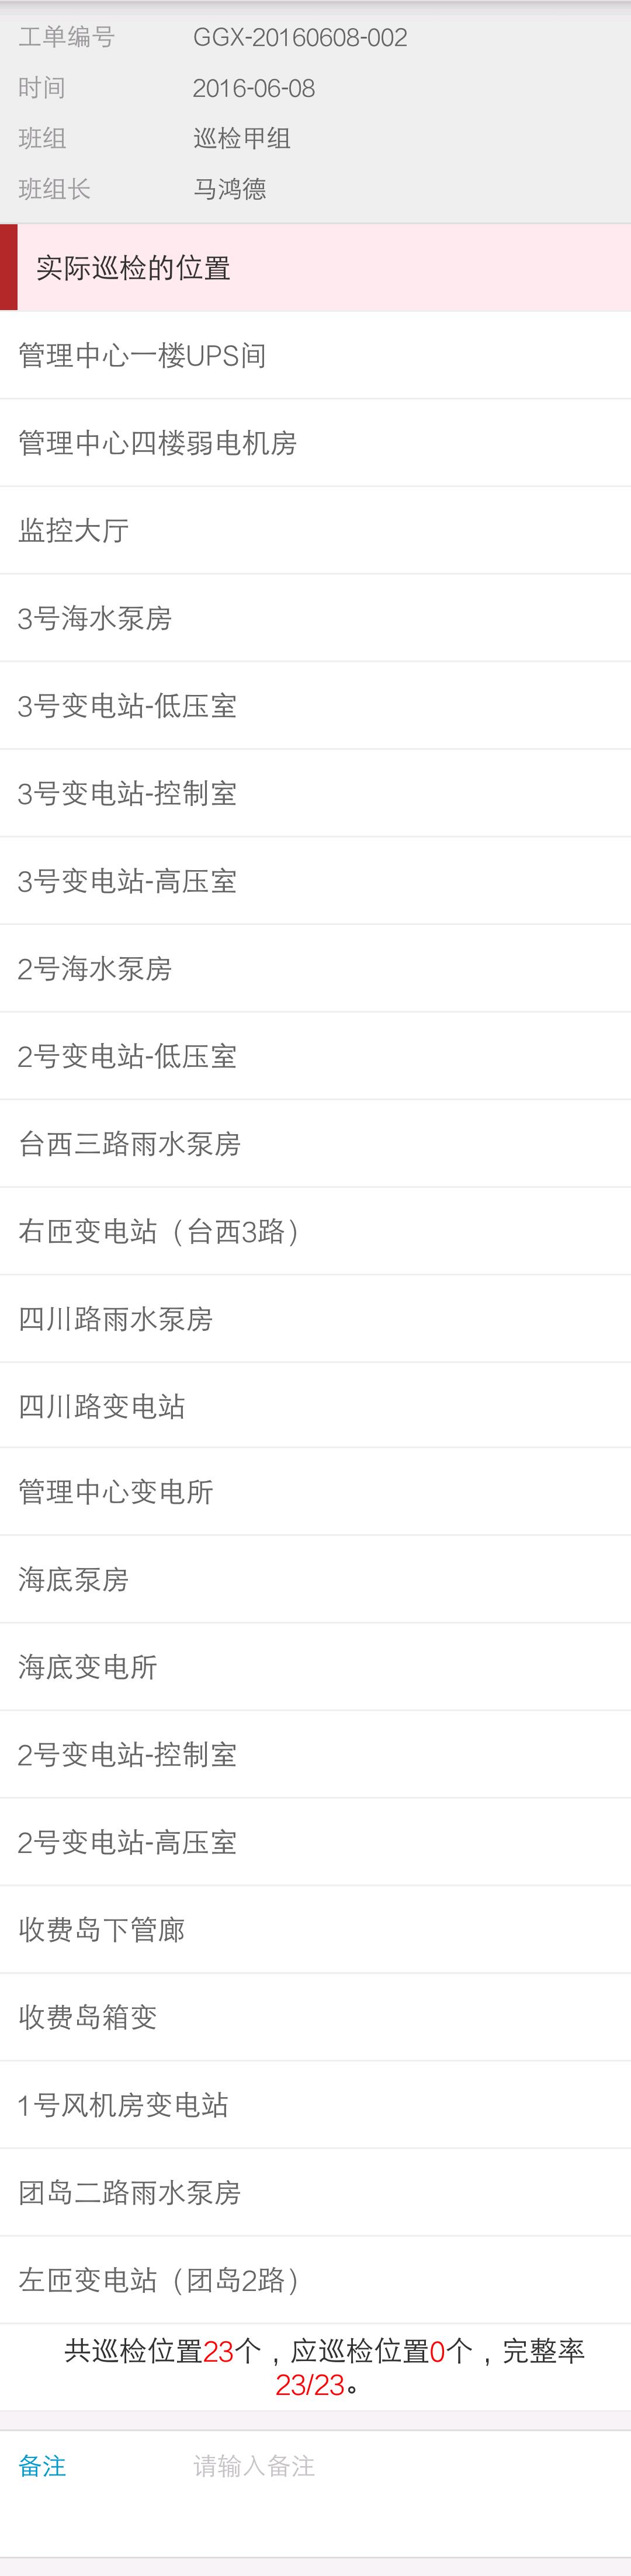 工单编号 GGX-20160608-002
时间 2016-06-08
班组 巡检甲组
班组长 马鸿德
实际巡检的位置
管理中心一楼UPS间
管理中心四楼弱电机房
监控大厅
3号海水泵房
3号变电站-低压室
3号变电站-控制室
3号变电站-高压室
2号海水泵房
2号变电站-低压室
台西三路雨水泵房
右匝变电站（台西3路）
四川路雨水泵房
四川路变电站
管理中心变电所
海底泵房
海底变电所
2号变电站-控制室
2号变电站-高压室
收费岛下管廊
收费岛箱变
1号风机房变电站
团岛二路雨水泵房
左匝变电站（团岛2路）
共巡检位置23个，应巡检位置0个，完整率
23/23。
备注 请输入备注